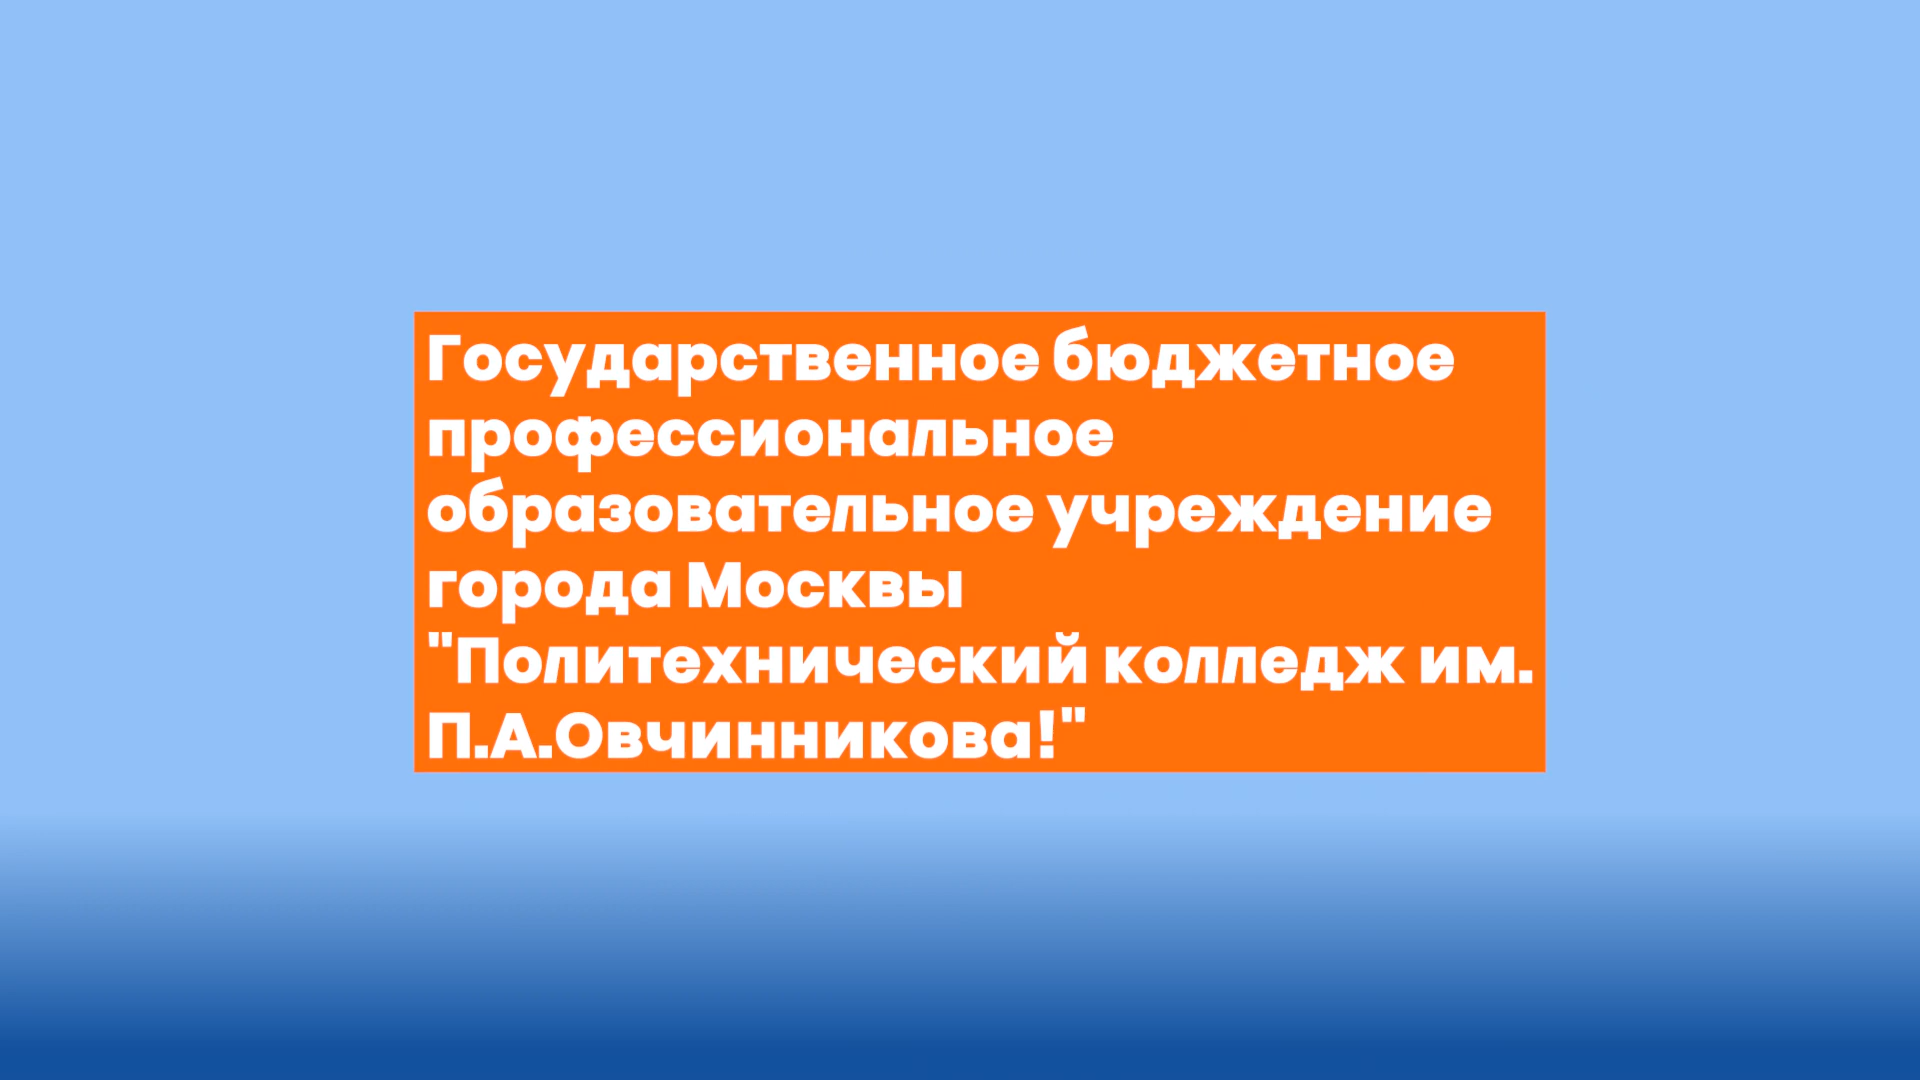 Государственное бюджетное
профессиональное
образовательное учреждение
города Москвы
"Политехнический колледж им.
П.А.Овчинникова!"